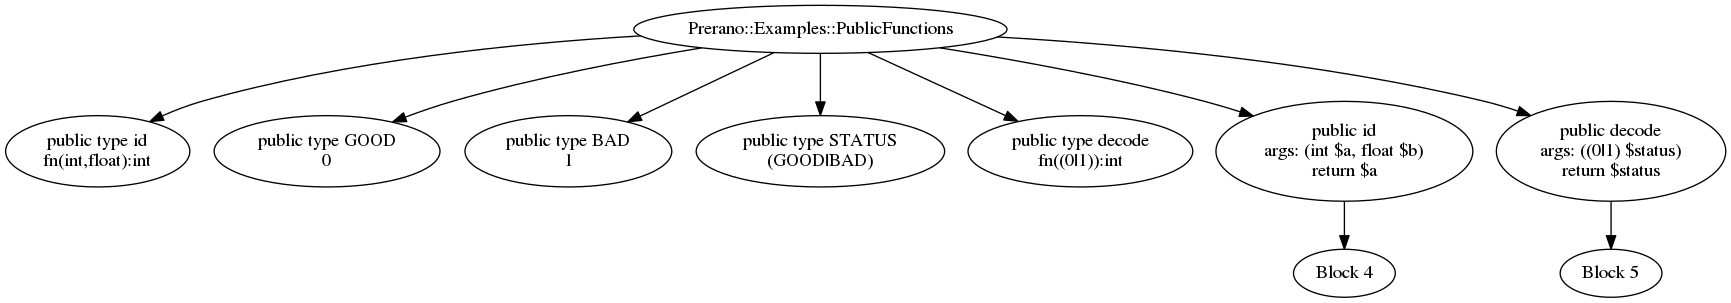 Prerano::Examples::PublicFunctions
public type id
fn(int,float):int
public type GOOD
0
public type BAD
1
public type STATUS
(GOOD|BAD)
public type decode
fn((0|1)):int
public id
args: (int $a, float $b)
return $a
public decode
args: ((0|1) $status)
return $status
Block 4
Block 5